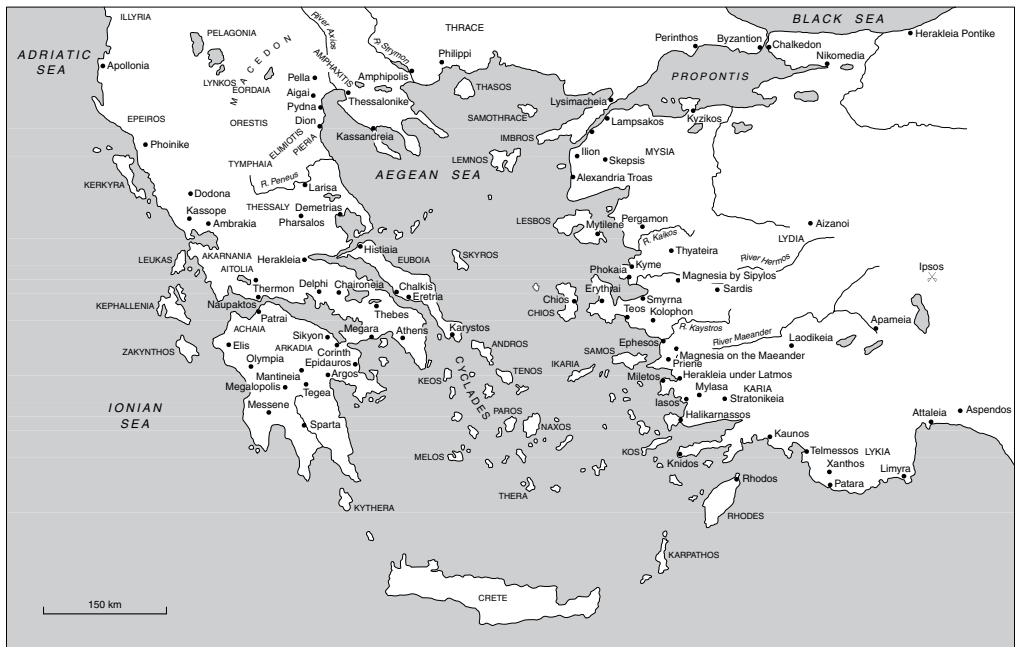 ILLYRIA
THRACE
BLACK SEA
ADRIATIC
SEA
PELAGONIA
River Axios
R. Strymon
Philippi
Perinthos
Byzantion
Chalkedon
Herakleia Pontike
Nikomedia
Apollonia
MACEDON
LYNKOS
EORDAIA
Pella
AMPHAXITIS
Amphipolis
PROPONTIS
THASOS
Aigai
Thessalonike
Lysimacheia
Pydna
SAMOTHRACE
Lampsakos
Kyzikos
EPEIROS
ORESTIS
Dion
Kassandreia
IMBROS
Phoinike
ELIMIOTIS
PIERIA
Ilion
MYSIA
LEMNOS
Skepsis
TYMPHAIA
AEGEAN SEA
Alexandria Troas
KERKYRA
R. Peneus
Larisa
Dodona
THESSALY
Demetrias
Kassope
Pharsalos
Ambrakia
LESBOS
Mytilene
Pergamon
Aizanoi
R. Kaikos
LYDIA
Histiaia
Thyateira
AKARNANIA
LEUKAS
EUBOIA
SKYROS
River Hermos
Herakleia
AITOLIA
Kyme
Ipsos
Phokaia
Magnesia by Sipylos
Thermon
Delphi
Chaironeia
Chalkis
Erythrai
Sardis
Eretria
KEPHALLENIA
Naupaktos
Chios
Smyrna
Thebes
CHIOS
Teos
Kolophon
Patrai
Apameia
ACHAIA
Sikyon
Megara
Athens
Karystos
R. Kaystros
River Maeander
Laodikeia
Elis
ARKADIA
Corinth
ANDROS
Ephesos
ZAKYNTHOS
Olympia
Epidauros
SAMOS
Magnesia on the Maeander
Priene
IKARIA
Mantineia
Argos
KEOS
TENOS
Miletos
Herakleia under Latmos
Megalopolis
Tegea
CYCLADES
Mylasa
KARIA
Iasos
Stratonikeia
IONIAN
SEA
Messene
PAROS
Halikarnassos
Attaleia
Aspendos
Sparta
NAXOS
Kaunos
KOS
Telmessos
LYKIA
MELOS
Knidos
Xanthos
Limyra
Rhodos
Patara
THERA
KYTHERA
RHODES
KARPATHOS
CRETE
150 km